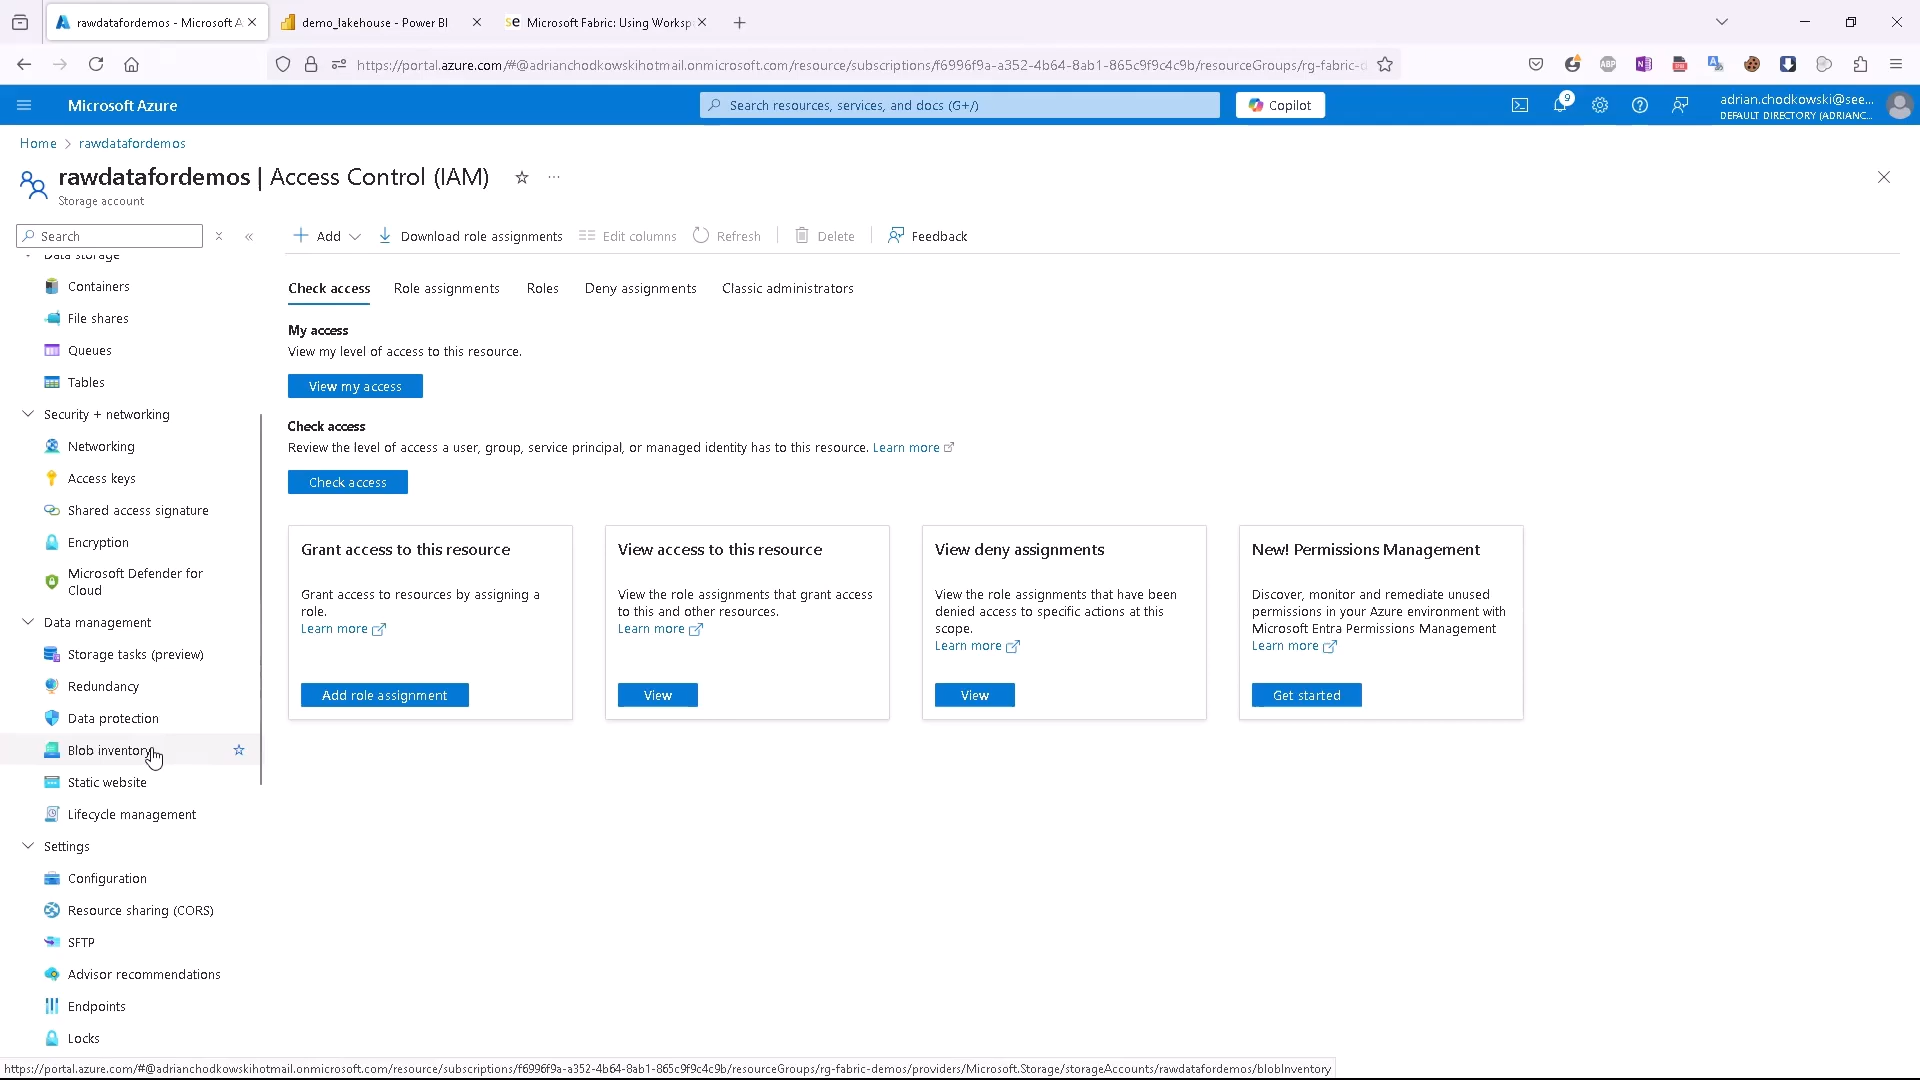 rawdatafordemos - Microsoft A
demo_lakehouse - Power BI
se Microsoft Fabric: Using Worksp
https://portal.azure.com/#@adrianchodkowskihotmail.onmicrosoft.com/resource/subscriptions/f6996f9a-a352-4b64-8ab1-865c9f9c4c9b/resourceGroups/rg-fabric-d
Microsoft Azure
Search resources, services, and docs (G+/)
Copilot
9
adrian.chodkowski@see...
DEFAULT DIRECTORY (ADRIANC...
Home > rawdatafordemos
rawdatafordemos | Access Control (IAM)
Storage account
Search
Add
Download role assignments
Edit columns
Refresh
Delete
Feedback
Data storage
Containers
File shares
Queues
Tables
Security + networking
Networking
Access keys
Shared access signature
Encryption
Microsoft Defender for
Cloud
Data management
Storage tasks (preview)
Redundancy
Data protection
Blob inventory
Static website
Lifecycle management
Settings
Configuration
Resource sharing (CORS)
SFTP
Advisor recommendations
Endpoints
Locks
Check access
Role assignments
Roles
Deny assignments
Classic administrators
My access
View my level of access to this resource.
View my access
Check access
Review the level of access a user, group, service principal, or managed identity has to this resource. Learn more
Check access
Grant access to this resource
Grant access to resources by assigning a
role.
Learn more
Add role assignment
View access to this resource
View the role assignments that grant access
to this and other resources.
Learn more
View
View deny assignments
View the role assignments that have been
denied access to specific actions at this
scope.
Learn more
View
New! Permissions Management
Discover, monitor and remediate unused
permissions in your Azure environment with
Microsoft Entra Permissions Management
Learn more
Get started
https://portal.azure.com/#@adrianchodkowskihotmail.onmicrosoft.com/resource/subscriptions/f6996f9a-a352-4b64-8ab1-865c9f9c4c9b/resourceGroups/rg-fabric-demos/providers/Microsoft.Storage/storageAccounts/rawdatafordemos/blobInventory